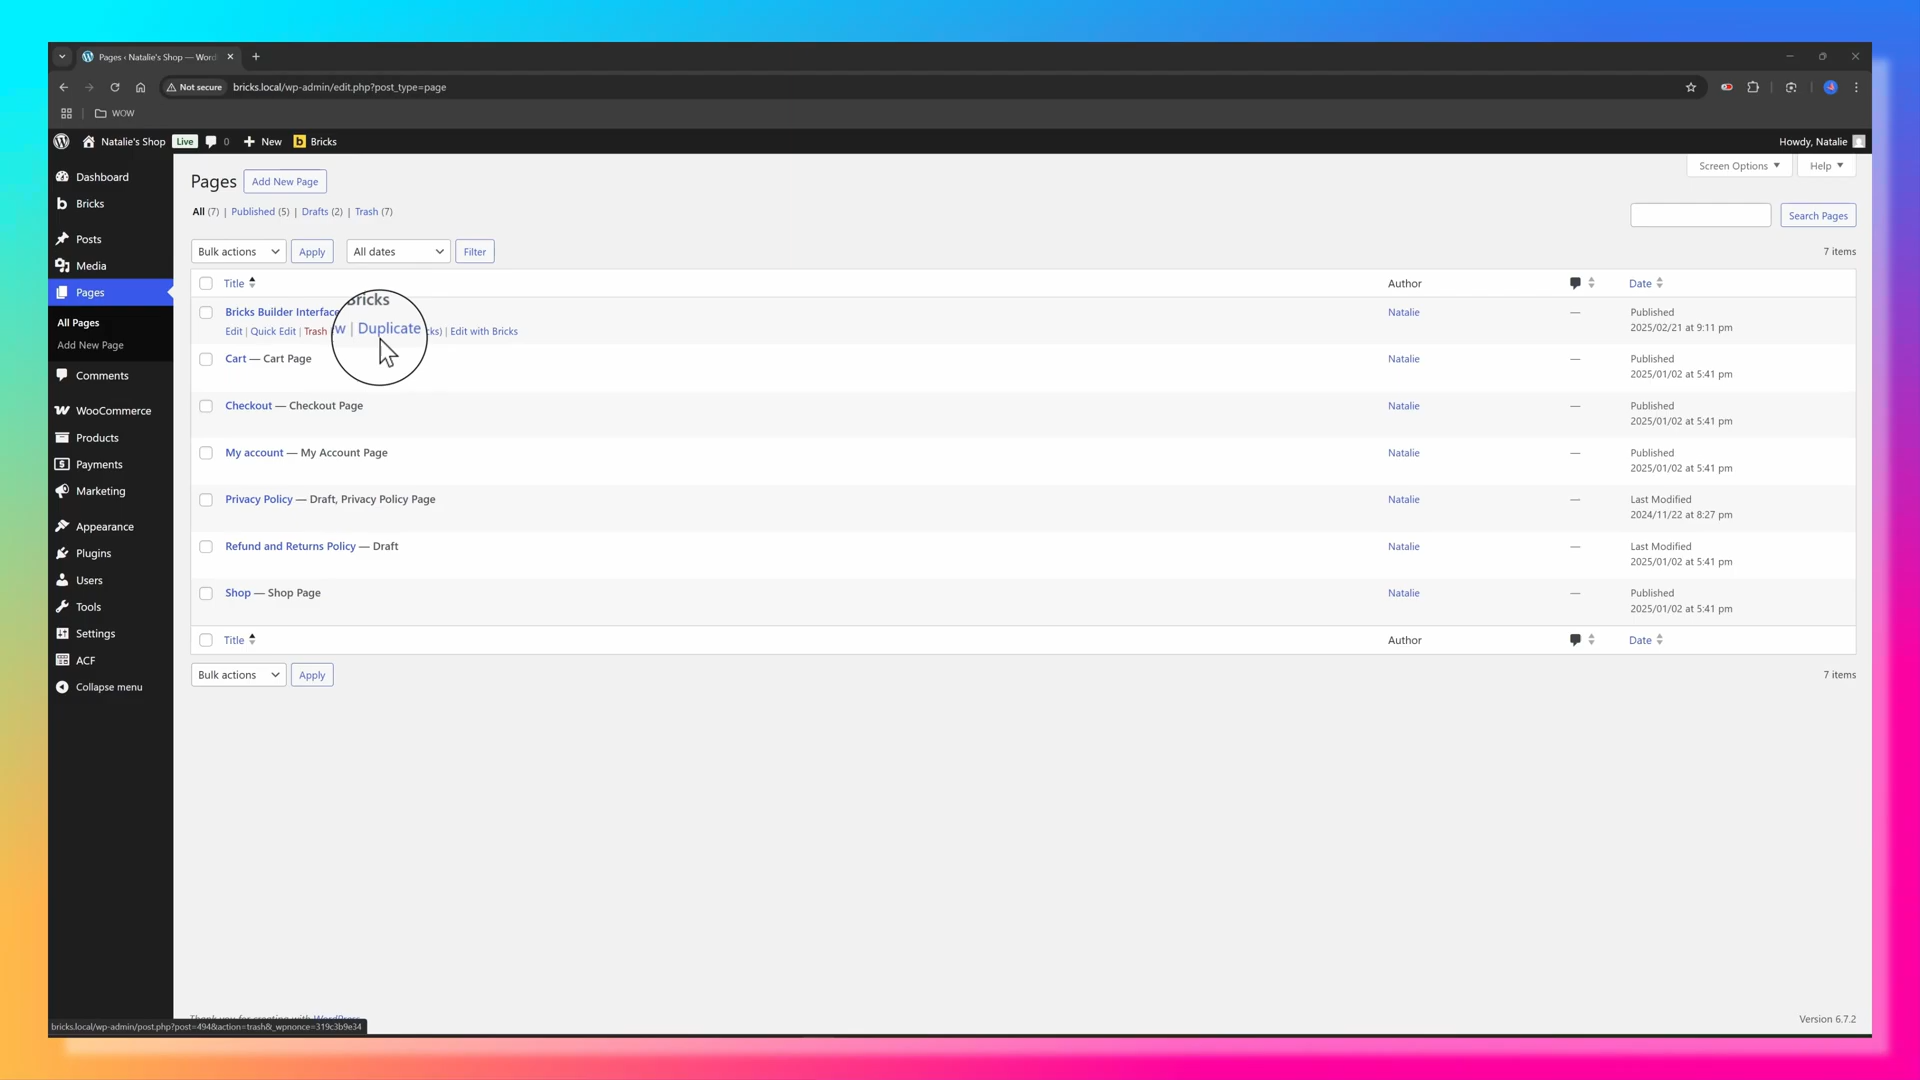 Pages ‹ Natalie's Shop — Word
Not secure bricks.local/wp-admin/edit.php?post_type=page
WOW
Natalie's Shop Live 0 New b Bricks Howdy, Natalie
Dashboard
Bricks
Posts
Media
Pages
All Pages
Add New Page
Comments
WooCommerce
Products
Payments
Marketing
Appearance
Plugins
Users
Tools
Settings
ACF
Collapse menu
Screen Options Help
Pages Add New Page
All (7) | Published (5) | Drafts (2) | Trash (7)
Search Pages
Bulk actions Apply All dates Filter 7 items
Title Author Date
Bricks Builder Interface Bricks Natalie — Published
Edit | Quick Edit | Trash w | Duplicate cks) | Edit with Bricks 2025/02/21 at 9:11 pm
Cart — Cart Page Natalie — Published
2025/01/02 at 5:41 pm
Checkout — Checkout Page Natalie — Published
2025/01/02 at 5:41 pm
My account — My Account Page Natalie — Published
2025/01/02 at 5:41 pm
Privacy Policy — Draft, Privacy Policy Page Natalie — Last Modified
2024/11/22 at 8:27 pm
Refund and Returns Policy — Draft Natalie — Last Modified
2025/01/02 at 5:41 pm
Shop — Shop Page Natalie — Published
2025/01/02 at 5:41 pm
Title Author Date
Bulk actions Apply 7 items
Thank you for creating with WordPress
Version 6.7.2
bricks.local/wp-admin/post.php?post=494&action=trash&_wpnonce=319c3b9e34